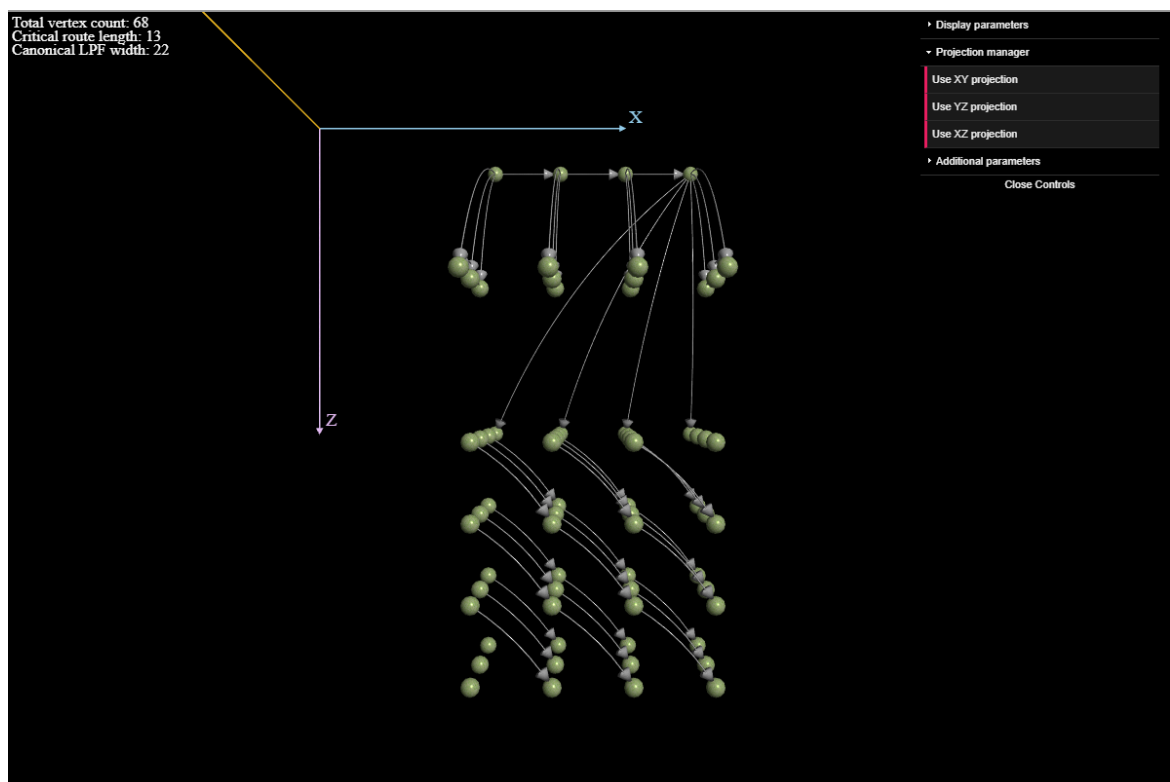 Total vertex count: 68
Critical route length: 13
Canonical LPF width: 22
Display parameters
Projection manager
Use XY projection
Use YZ projection
Use XZ projection
Additional parameters
Close Controls
X
Z